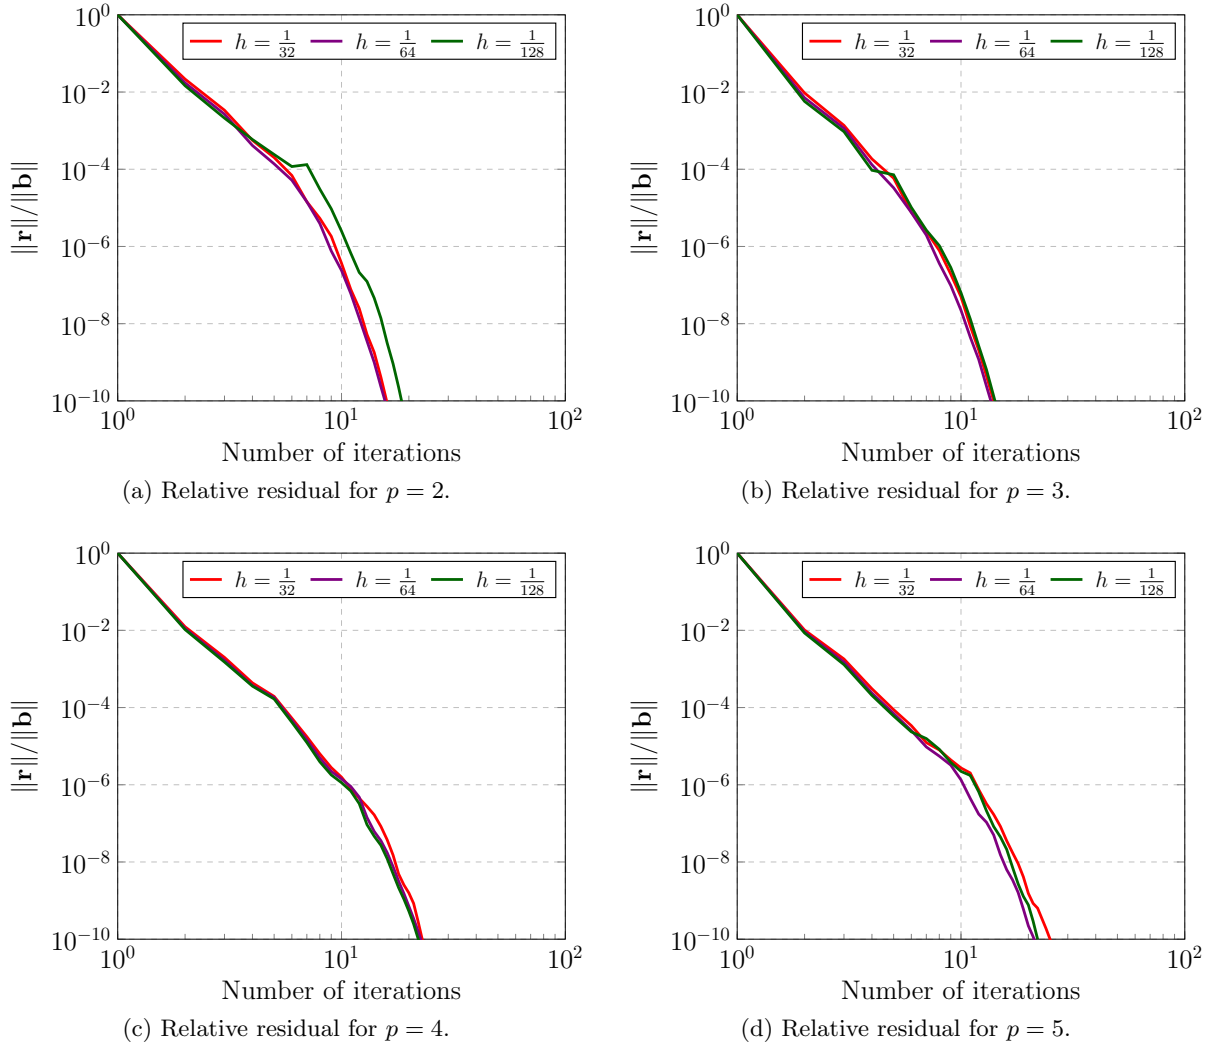 10^0
10^−2
10^−4
10^−6
10^−8
10^−10
‖r‖/‖b‖
h = 1/32 h = 1/64 h = 1/128
10^0 10^1 10^2
Number of iterations
(a) Relative residual for p = 2.
10^0
10^−2
10^−4
10^−6
10^−8
10^−10
‖r‖/‖b‖
h = 1/32 h = 1/64 h = 1/128
10^0 10^1 10^2
Number of iterations
(b) Relative residual for p = 3.
10^0
10^−2
10^−4
10^−6
10^−8
10^−10
‖r‖/‖b‖
h = 1/32 h = 1/64 h = 1/128
10^0 10^1 10^2
Number of iterations
(c) Relative residual for p = 4.
10^0
10^−2
10^−4
10^−6
10^−8
10^−10
‖r‖/‖b‖
h = 1/32 h = 1/64 h = 1/128
10^0 10^1 10^2
Number of iterations
(d) Relative residual for p = 5.